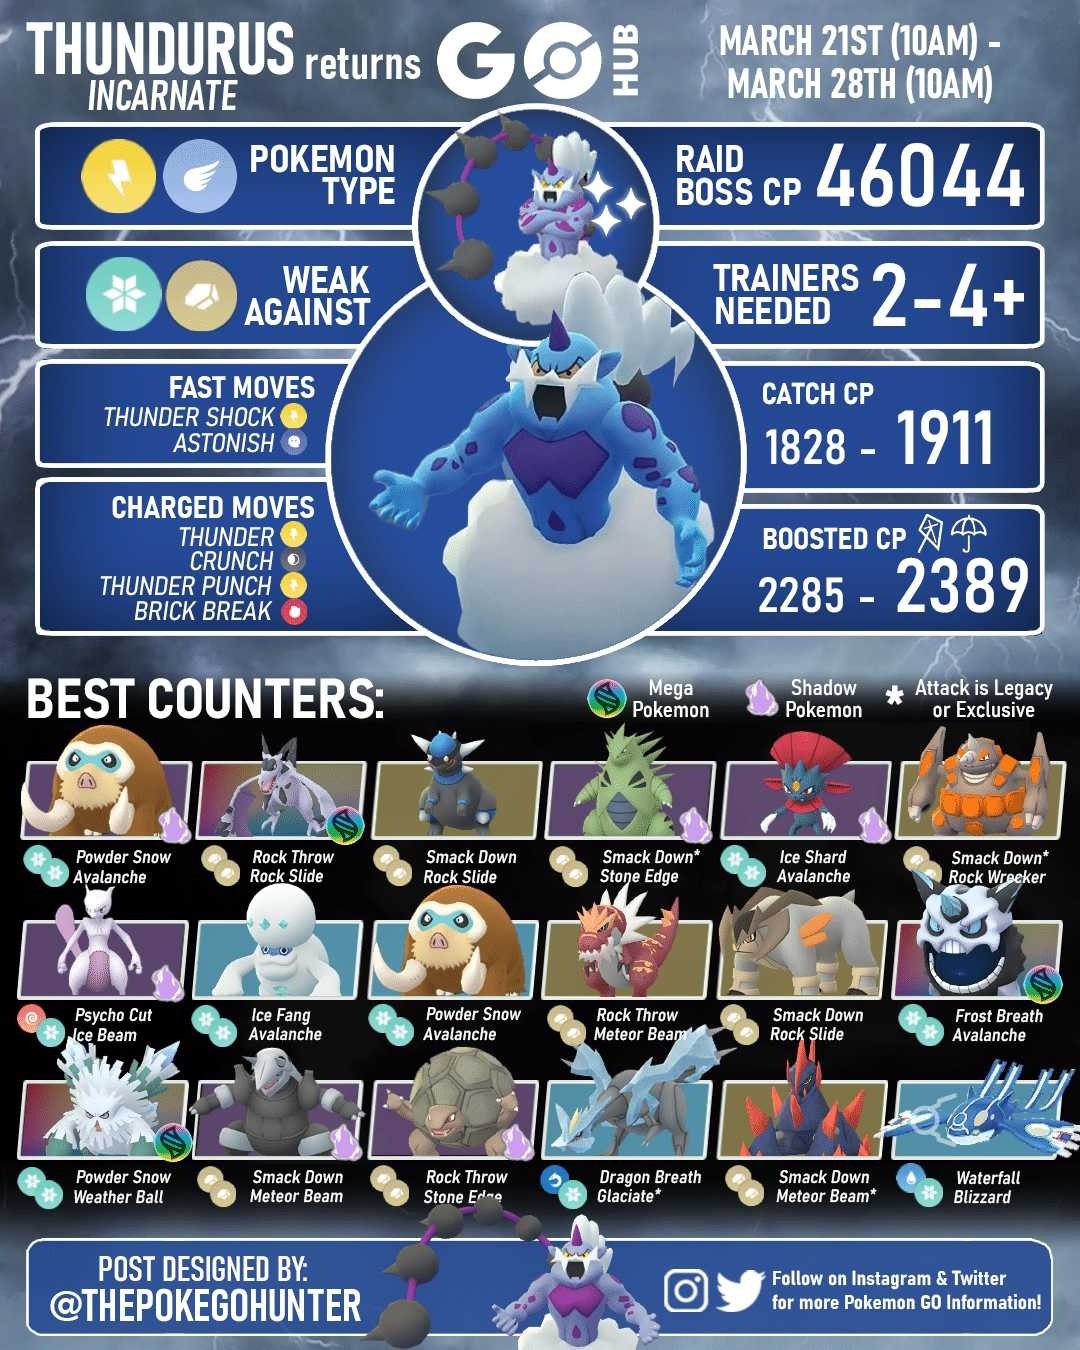 THUNDURUS returns GO HUB
INCARNATE
MARCH 21ST (10AM) -
MARCH 28TH (10AM)
POKEMON
TYPE
RAID
BOSS CP 46044
WEAK
AGAINST
TRAINERS
NEEDED 2-4+
FAST MOVES
THUNDER SHOCK
ASTONISH
CATCH CP
1828 - 1911
CHARGED MOVES
THUNDER
CRUNCH
THUNDER PUNCH
BRICK BREAK
BOOSTED CP
2285 - 2389
BEST COUNTERS:
Mega
Pokemon
Shadow
Pokemon
* Attack is Legacy
or Exclusive
Powder Snow
Avalanche
Rock Throw
Rock Slide
Smack Down
Rock Slide
Smack Down*
Stone Edge
Ice Shard
Avalanche
Smack Down*
Rock Wrecker
Psycho Cut
Ice Beam
Ice Fang
Avalanche
Powder Snow
Avalanche
Rock Throw
Meteor Beam*
Smack Down
Rock Slide
Frost Breath
Avalanche
Powder Snow
Weather Ball
Smack Down
Meteor Beam
Rock Throw
Stone Edge
Dragon Breath
Glaciate*
Smack Down
Meteor Beam*
Waterfall
Blizzard
POST DESIGNED BY:
@THEPOKEGOHUNTER
Follow on Instagram & Twitter
for more Pokemon GO Information!